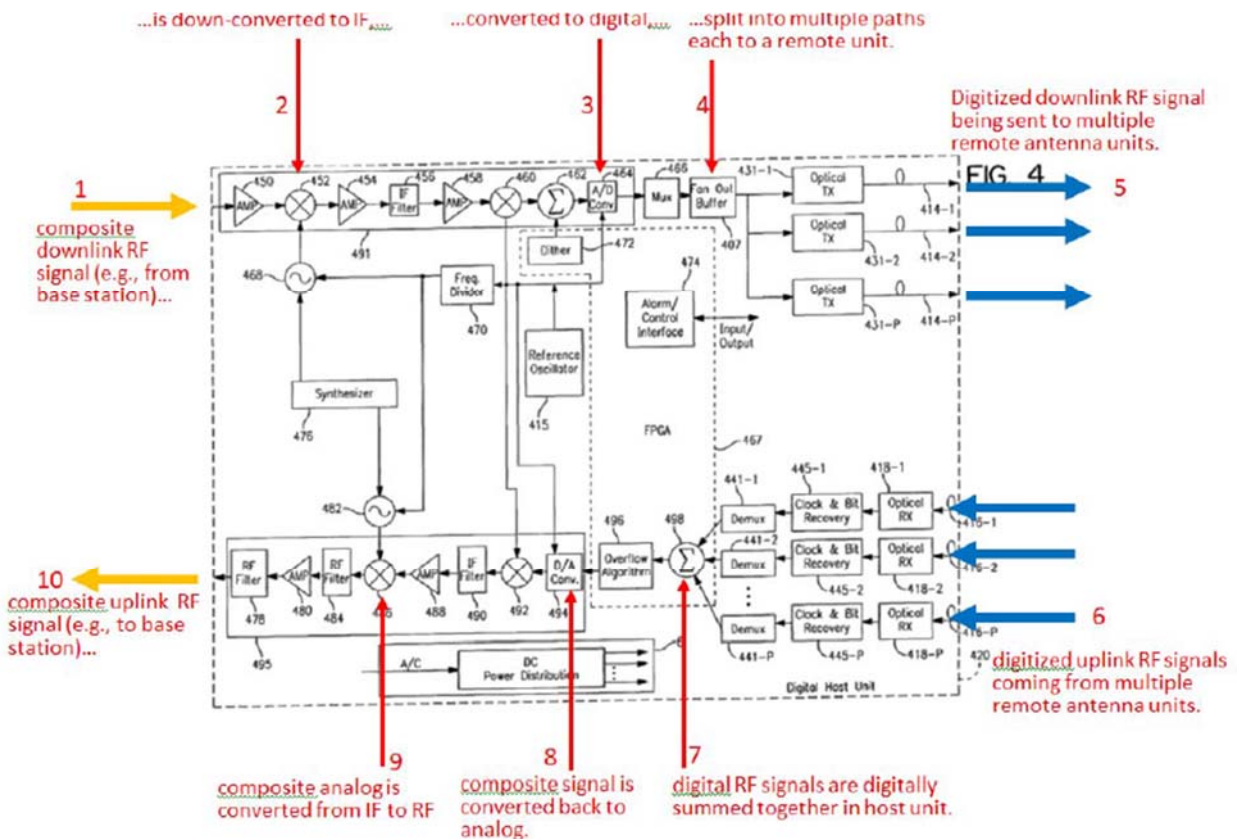 ...is down-converted to IF,...
...converted to digital,...
...split into multiple paths
each to a remote unit.
2
3
4
Digitized downlink RF signal
being sent to multiple
remote antenna units.
1
composite
downlink RF
signal (e.g., from
base station)...
450
AMP
452
454
AMP
456
IF
Filter
458
AMP
460
462
Σ
464
A/D
Conv.
466
Mux
Fan Out
Buffer
407
431-1
Optical
TX
FIG. 4
5
414-1
Optical
TX
431-2
414-2
Optical
TX
431-P
414-P
491
Dither
472
468
Freq.
Divider
470
474
Alarm/
Control
Interface
Input/
Output
Reference
Oscillator
415
Synthesizer
476
FPGA
467
482
441-1
445-1
418-1
Demux
Clock & Bit
Recovery
Optical
RX
416-1
496
Overflow
Algorithm
498
Σ
441-2
Demux
Clock & Bit
Recovery
445-2
Optical
RX
418-2
416-2
Demux
441-P
Clock & Bit
Recovery
445-P
Optical
RX
418-P
416-P
6
10
composite uplink RF
signal (e.g., to base
station)...
RF
Filter
478
AMP
480
RF
Filter
484
AMP
488
IF
Filter
490
492
D/A
Conv.
494
495
A/C
DC
Power Distribution
Digital Host Unit
420
digitized uplink RF signals
coming from multiple
remote antenna units.
9
composite analog is
converted from IF to RF
8
composite signal is
converted back to
analog.
7
digital RF signals are digitally
summed together in host unit.